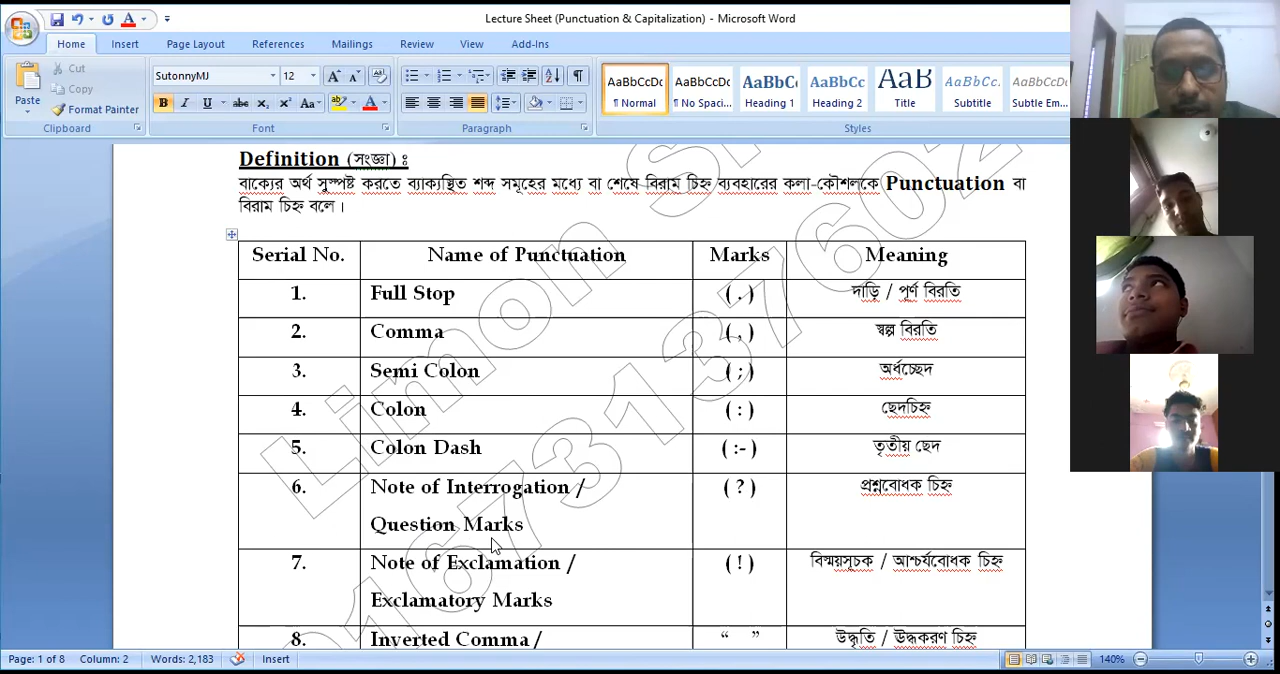 Lecture Sheet (Punctuation & Capitalization) - Microsoft Word
Home Insert Page Layout References Mailings Review View Add-Ins
Paste Cut Copy Format Painter
SutonnyMJ 12
AaBbCcDc AaBbCcDc AaBbC AaBbCc AaB AaBbCc. AaBbCcDc
¶ Normal ¶ No Spaci... Heading 1 Heading 2 Title Subtitle Subtle Em...
Clipboard Font Paragraph Styles
Definition (সংজ্ঞা) ঃ
বাক্যের অর্থ সুস্পষ্ট করতে ব্যাক্যস্থিত শব্দ সমূহের মধ্যে বা শেষে বিরাম চিহ্ন ব্যবহারের কলা-কৌশলকে Punctuation বা
বিরাম চিহ্ন বলে।
Serial No. Name of Punctuation Marks Meaning
1. Full Stop ( . ) দাড়ি / পূর্ণ বিরতি
2. Comma ( , ) স্বল্প বিরতি
3. Semi Colon ( ; ) অর্ধচ্ছেদ
4. Colon ( : ) ছেদচিহ্ন
5. Colon Dash ( :- ) তৃতীয় ছেদ
6. Note of Interrogation / ( ? ) প্রশ্নবোধক চিহ্ন
Question Marks
7. Note of Exclamation / ( ! ) বিষ্ময়সূচক / আশ্চর্যবোধক চিহ্ন
Exclamatory Marks
8. Inverted Comma / “ ” উদ্ধৃতি / উদ্ধকরণ চিহ্ন
Limon
Page: 1 of 8 Column: 2 Words: 2,183 Insert 140%